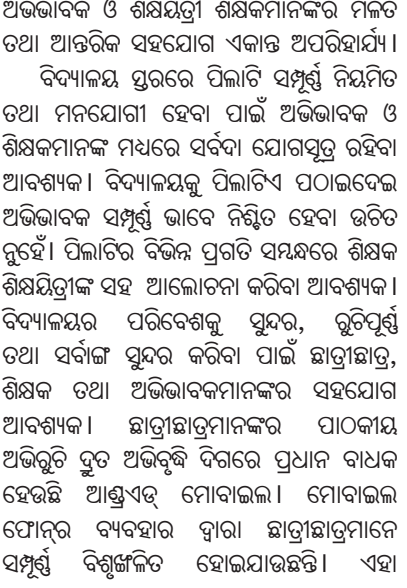 ଅଭିଭାବକ ଓ ଶିକ୍ଷୟିତ୍ରୀ ଶିକ୍ଷକମାନଙ୍କର ମିଳିତ
ତଥା ଆନ୍ତରିକ ସହଯୋଗ ଏକାନ୍ତ ଅପରିହାର୍ଯ୍ୟ।
ବିଦ୍ୟାଳୟ ସ୍ତରରେ ପିଲାଟି ସମ୍ପୂର୍ଣ୍ଣ ନିୟମିତ
ତଥା ମନଯୋଗୀ ହେବା ପାଇଁ ଅଭିଭାବକ ଓ
ଶିକ୍ଷକମାନଙ୍କ ମଧ୍ୟରେ ସର୍ବଦା ଯୋଗସୂତ୍ର ରହିବା
ଆବଶ୍ୟକ। ବିଦ୍ୟାଳୟକୁ ପିଲାଟିଏ ପଠାଇଦେଇ
ଅଭିଭାବକ ସମ୍ପୂର୍ଣ୍ଣ ଭାବେ ନିଶ୍ଚିତ ହେବା ଉଚିତ
ନୁହେଁ। ପିଲାଟିର ବିଭିନ୍ନ ପ୍ରଗତି ସମ୍ବନ୍ଧରେ ଶିକ୍ଷକ
ଶିକ୍ଷୟିତ୍ରୀଙ୍କ ସହ ଆଲୋଚନା କରିବା ଆବଶ୍ୟକ।
ବିଦ୍ୟାଳୟର ପରିବେଶକୁ ସୁନ୍ଦର, ରୁଚିପୂର୍ଣ୍ଣ
ତଥା ସର୍ବାଙ୍ଗ ସୁନ୍ଦର କରିବା ପାଇଁ ଛାତ୍ରୀଛାତ୍ର,
ଶିକ୍ଷକ ତଥା ଅଭିଭାବକମାନଙ୍କର ସହଯୋଗ
ଆବଶ୍ୟକ। ଛାତ୍ରୀଛାତ୍ରମାନଙ୍କର ପାଠକୀୟ
ଅଭିରୁଚି ଦ୍ରୁତ ଅଭିବୃଦ୍ଧି ଦିଗରେ ପ୍ରଧାନ ବାଧକ
ହେଉଛି ଆଣ୍ଡ୍ରଏଡ୍ ମୋବାଇଲ। ମୋବାଇଲ
ଫୋନ୍‌ର ବ୍ୟବହାର ଦ୍ୱାରା ଛାତ୍ରୀଛାତ୍ରମାନେ
ସମ୍ପୂର୍ଣ୍ଣ ବିଶୃଙ୍ଖଳିତ ହୋଇଯାଉଛନ୍ତି। ଏହା